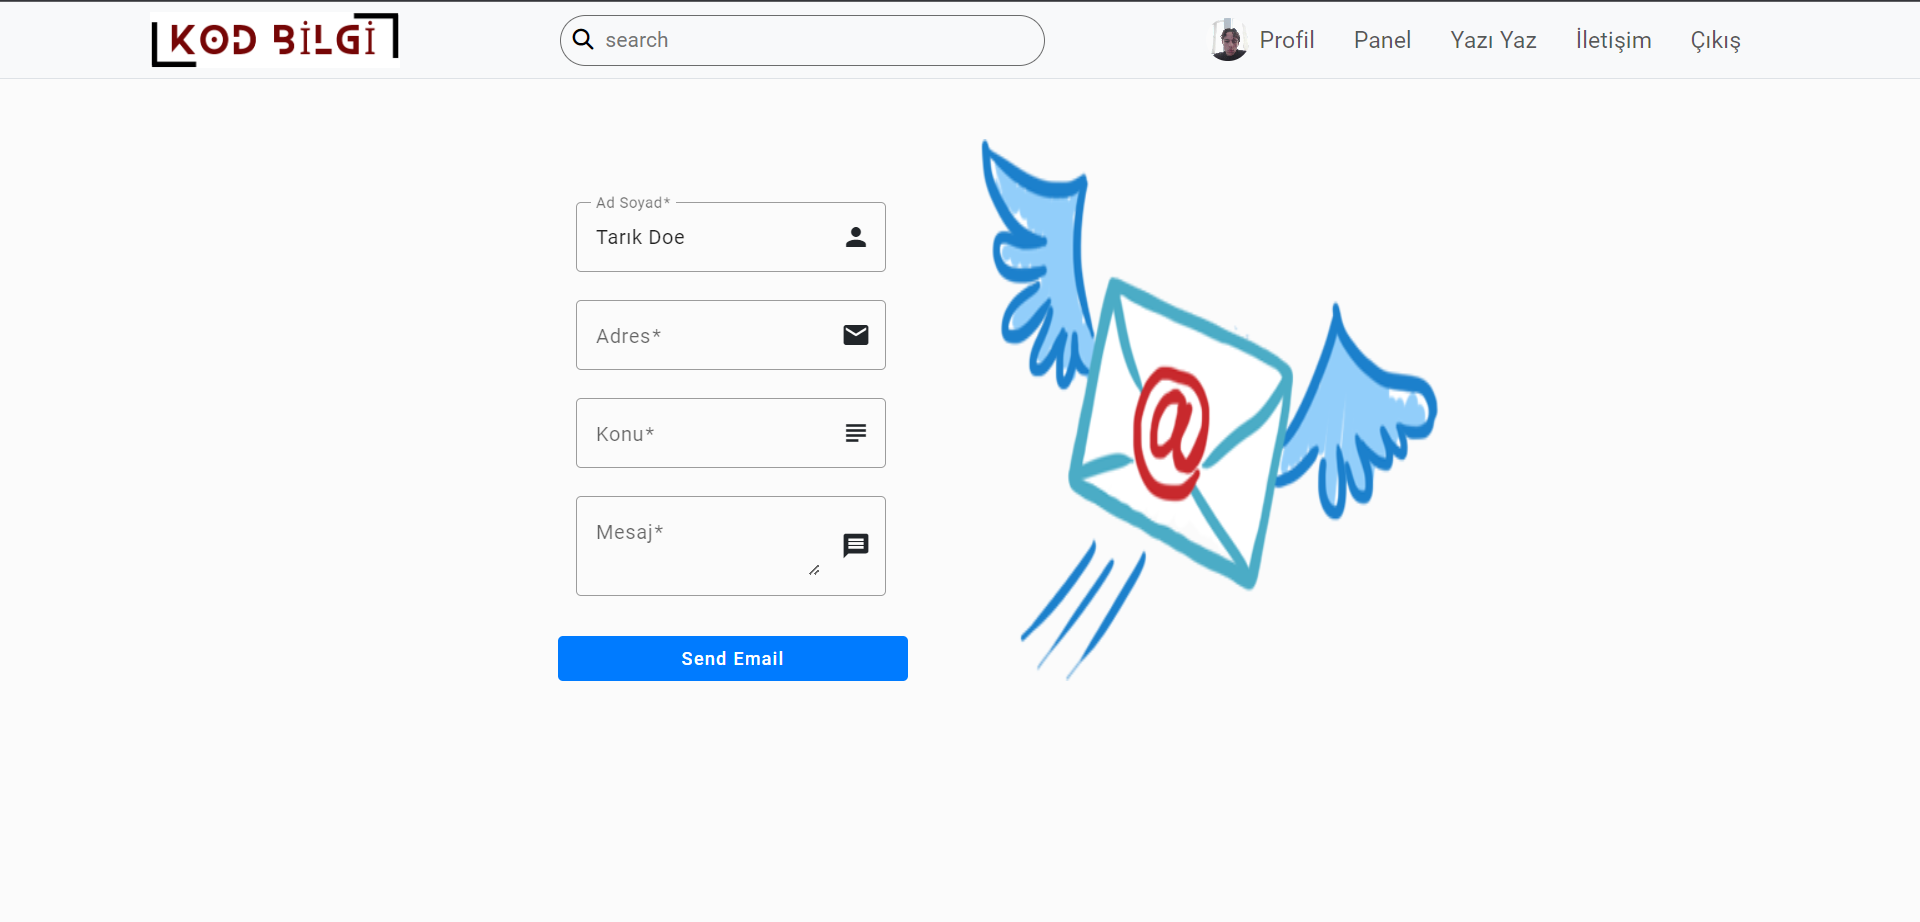 KOD BİLGİ
search
Profil
Panel
Yazı Yaz
İletişim
Çıkış
Ad Soyad*
Tarık Doe
Adres*
Konu*
Mesaj*
Send Email
@